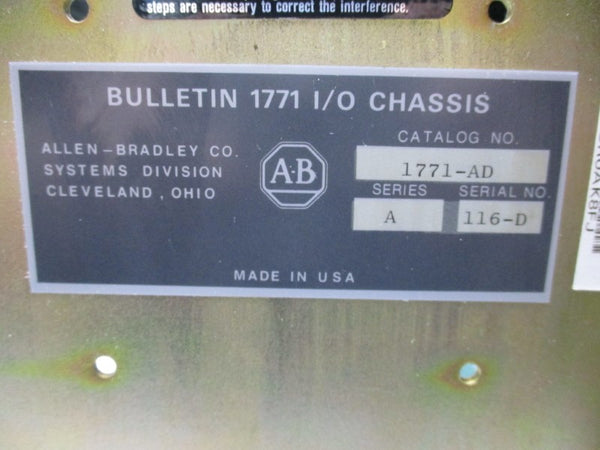 steps are necessary to correct the interference.
BULLETIN 1771 I/O CHASSIS
ALLEN-BRADLEY CO.
SYSTEMS DIVISION
CLEVELAND, OHIO
A·B
CATALOG NO.
1771-AD
SERIES SERIAL NO.
A 116-D
MADE IN USA